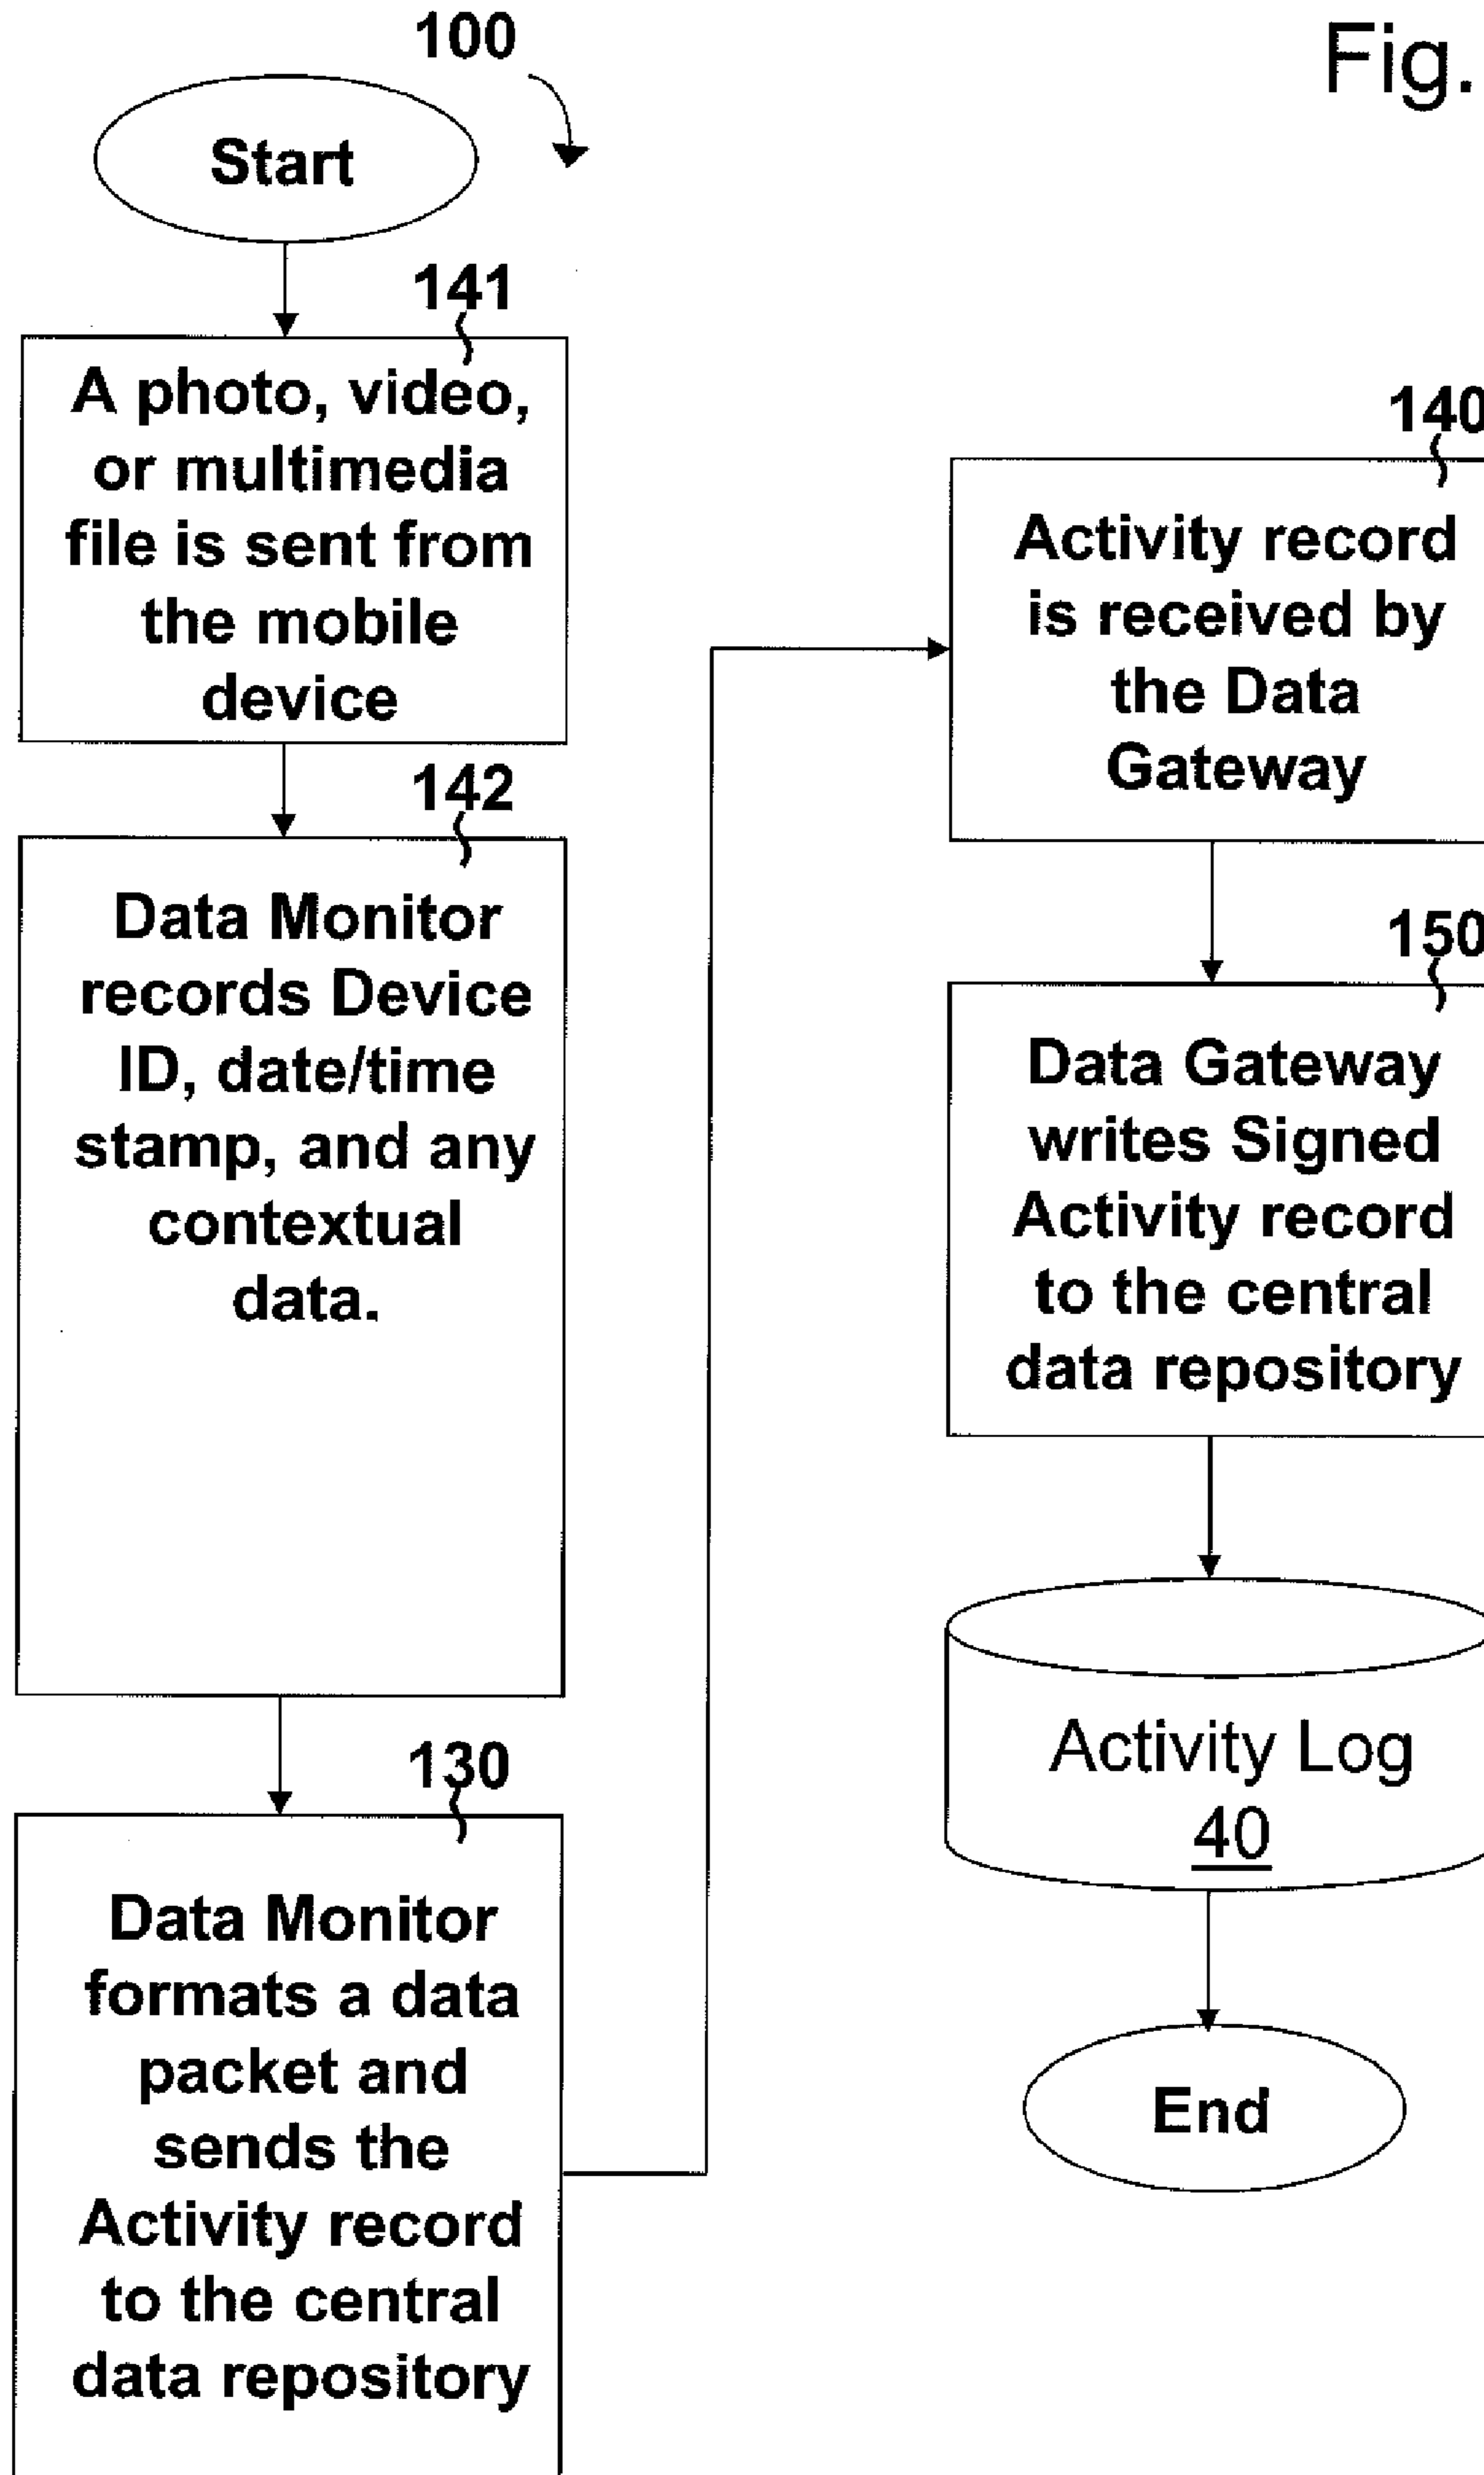 100
Fig.
Start
141
A photo, video,
or multimedia
file is sent from
the mobile
device
142
Data Monitor
records Device
ID, date/time
stamp, and any
contextual
data.
130
Data Monitor
formats a data
packet and
sends the
Activity record
to the central
data repository
140
Activity record
is received by
the Data
Gateway
150
Data Gateway
writes Signed
Activity record
to the central
data repository
Activity Log
40
End